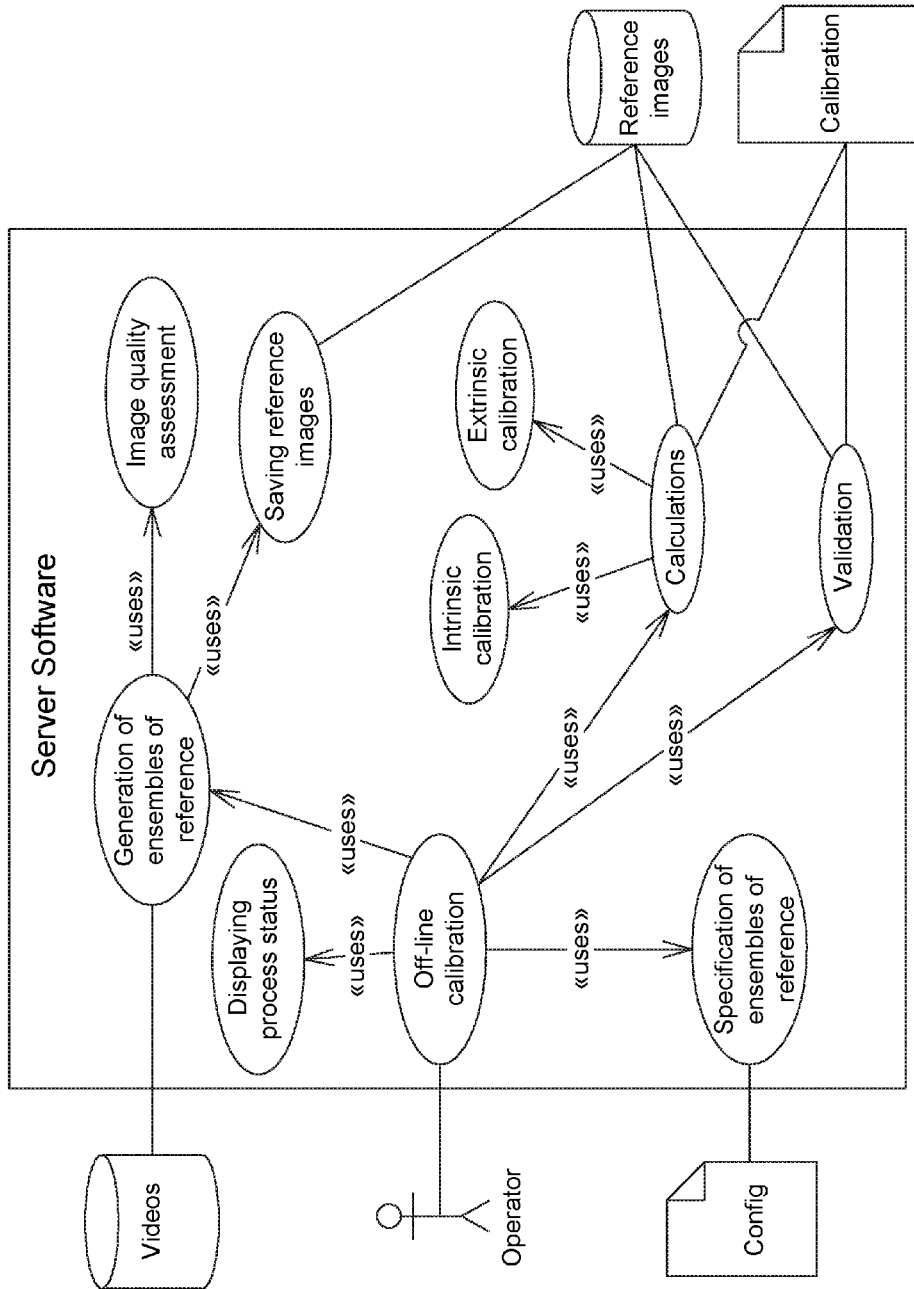 Server Software
Videos
Generation of
ensembles of
reference
«uses»
Image quality
assessment
«uses»
Saving reference
images
Displaying
process status
«uses»
«uses»
Operator
Off-line
calibration
«uses»
«uses»
«uses»
Intrinsic
calibration
Extrinsic
calibration
«uses»
«uses»
Calculations
Validation
Config
Specification of
ensembles of
reference
Reference
images
Calibration